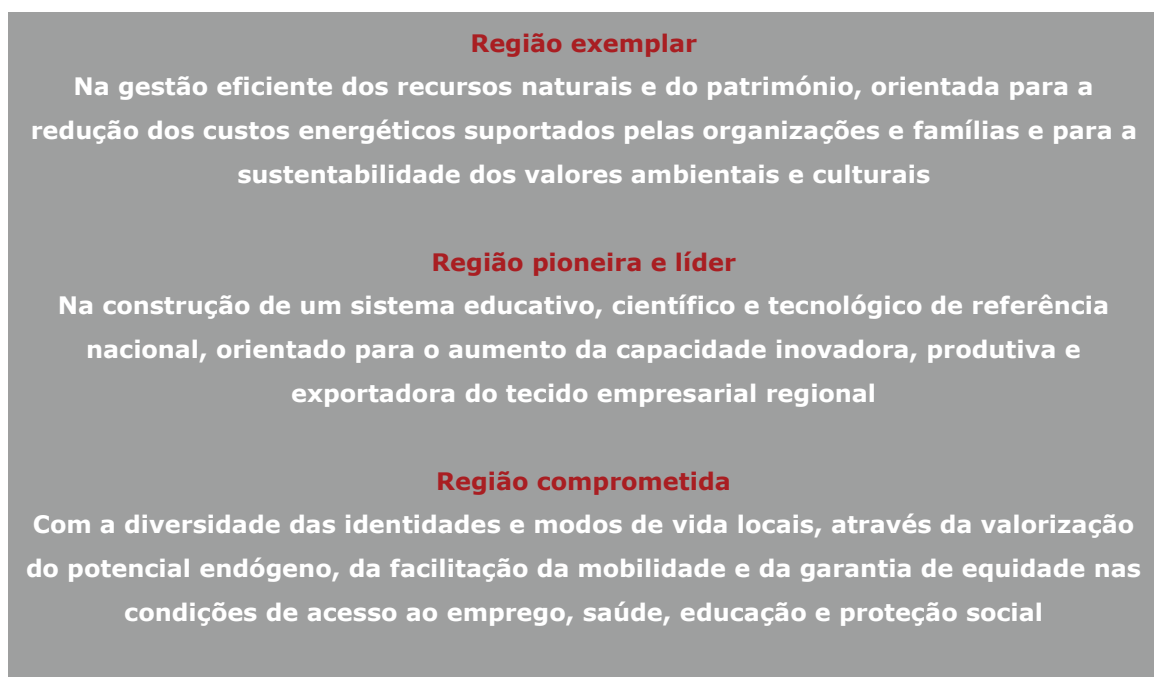 Região exemplar
Na gestão eficiente dos recursos naturais e do património, orientada para a
redução dos custos energéticos suportados pelas organizações e famílias e para a
sustentabilidade dos valores ambientais e culturais
Região pioneira e líder
Na construção de um sistema educativo, científico e tecnológico de referência
nacional, orientado para o aumento da capacidade inovadora, produtiva e
exportadora do tecido empresarial regional
Região comprometida
Com a diversidade das identidades e modos de vida locais, através da valorização
do potencial endógeno, da facilitação da mobilidade e da garantia de equidade nas
condições de acesso ao emprego, saúde, educação e proteção social